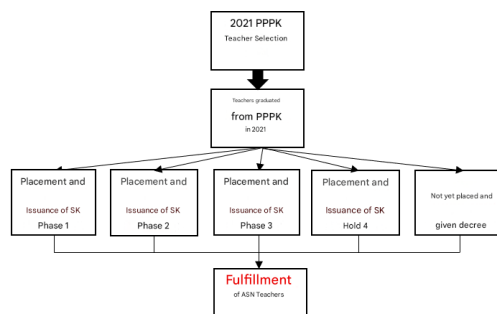 2021 PPPK
Teacher Selection
Teachers graduated
from PPPK
in 2021
Placement and
Issuance of SK
Phase 1
Placement and
Issuance of SK
Phase 2
Placement and
Issuance of SK
Phase 3
Placement and
Issuance of SK
Hold 4
Not yet placed and
given decree
Fulfillment
of ASN Teachers